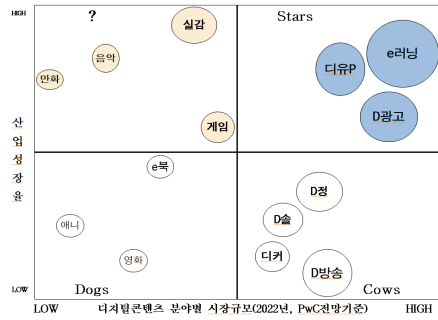 HIGH
?
Stars
실감
음악
만화
게임
e러닝
디유P
D광고
산업성장율
e북
애니
영화
D정
D솔
디커
D방송
LOW
Dogs
Cows
LOW
디지털콘텐츠 분야별 시장규모(2022년, PwC전망기준)
HIGH